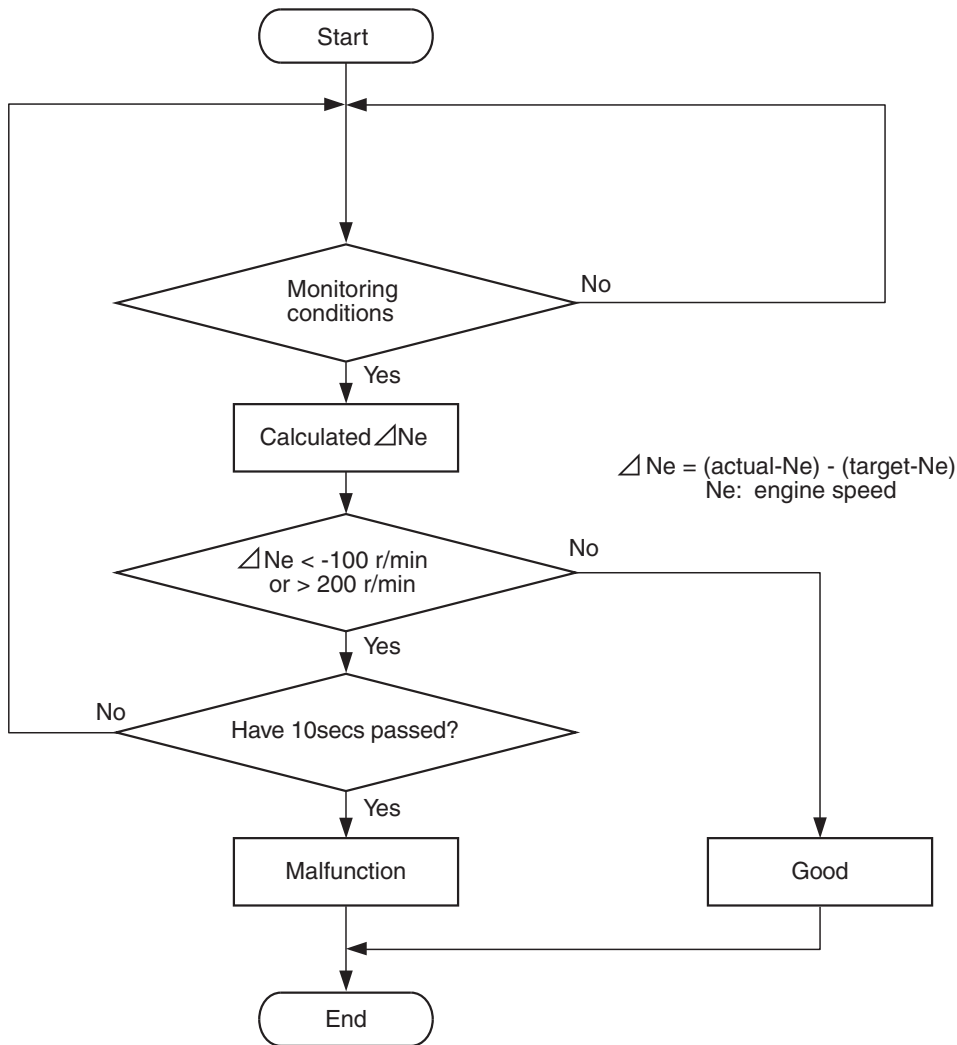 Start
Monitoring
conditions
No
Yes
Calculated ⊿Ne
⊿Ne = (actual-Ne) - (target-Ne)
Ne: engine speed
⊿Ne < -100 r/min
or > 200 r/min
No
Yes
No
Have 10secs passed?
Yes
Malfunction
Good
End